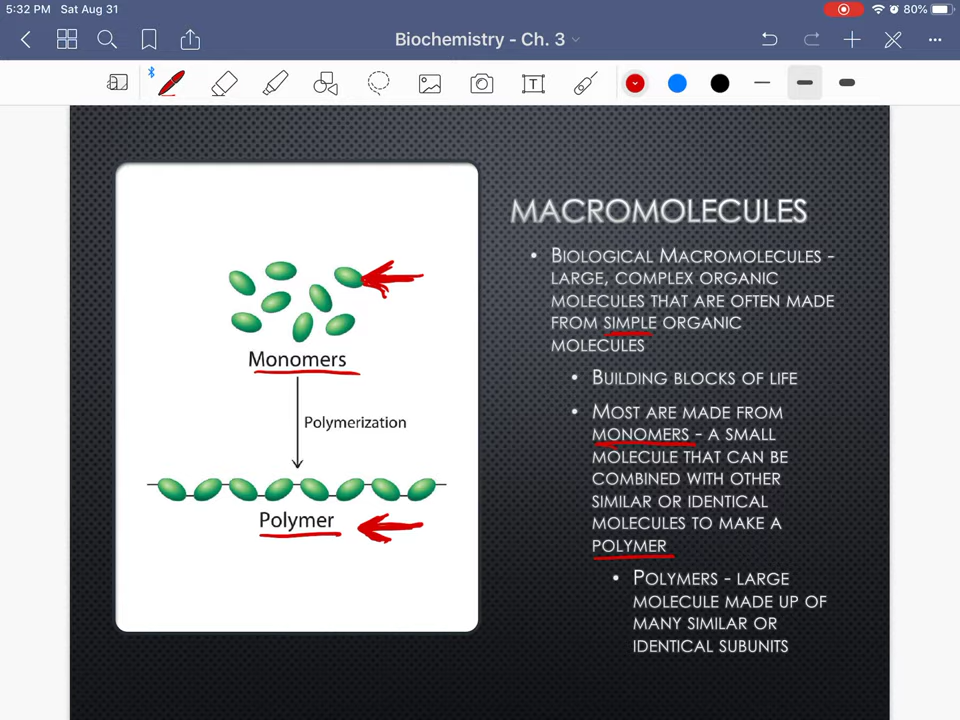 5:32 PM Sat Aug 31
80%
Biochemistry - Ch. 3
T
MACROMOLECULES
• BIOLOGICAL MACROMOLECULES -
LARGE, COMPLEX ORGANIC
MOLECULES THAT ARE OFTEN MADE
FROM SIMPLE ORGANIC
MOLECULES
• BUILDING BLOCKS OF LIFE
• MOST ARE MADE FROM
MONOMERS - A SMALL
MOLECULE THAT CAN BE
COMBINED WITH OTHER
SIMILAR OR IDENTICAL
MOLECULES TO MAKE A
POLYMER
• POLYMERS - LARGE
MOLECULE MADE UP OF
MANY SIMILAR OR
IDENTICAL SUBUNITS
Monomers
Polymerization
Polymer